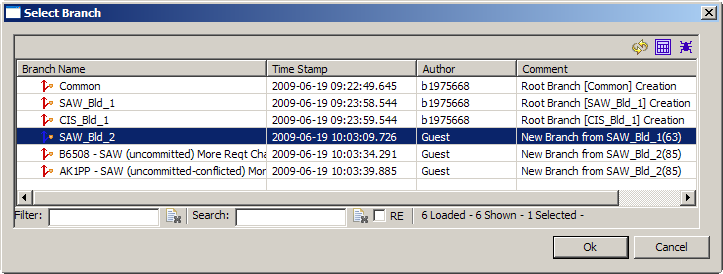 Select Branch
Branch Name Time Stamp Author Comment
Common 2009-06-19 09:22:49.645 b1975668 Root Branch [Common] Creation
SAW_Bld_1 2009-06-19 09:23:58.544 b1975668 Root Branch [SAW_Bld_1] Creation
CIS_Bld_1 2009-06-19 09:23:59.544 b1975668 Root Branch [CIS_Bld_1] Creation
SAW_Bld_2 2009-06-19 10:03:09.726 Guest New Branch from SAW_Bld_1(63)
B6508 - SAW (uncommitted) More Reqt Cha 2009-06-19 10:03:34.291 Guest New Branch from SAW_Bld_2(85)
AK1PP - SAW (uncommitted-conflicted) Mor 2009-06-19 10:03:39.885 Guest New Branch from SAW_Bld_2(85)
Filter: Search: RE 6 Loaded - 6 Shown - 1 Selected -
Ok Cancel